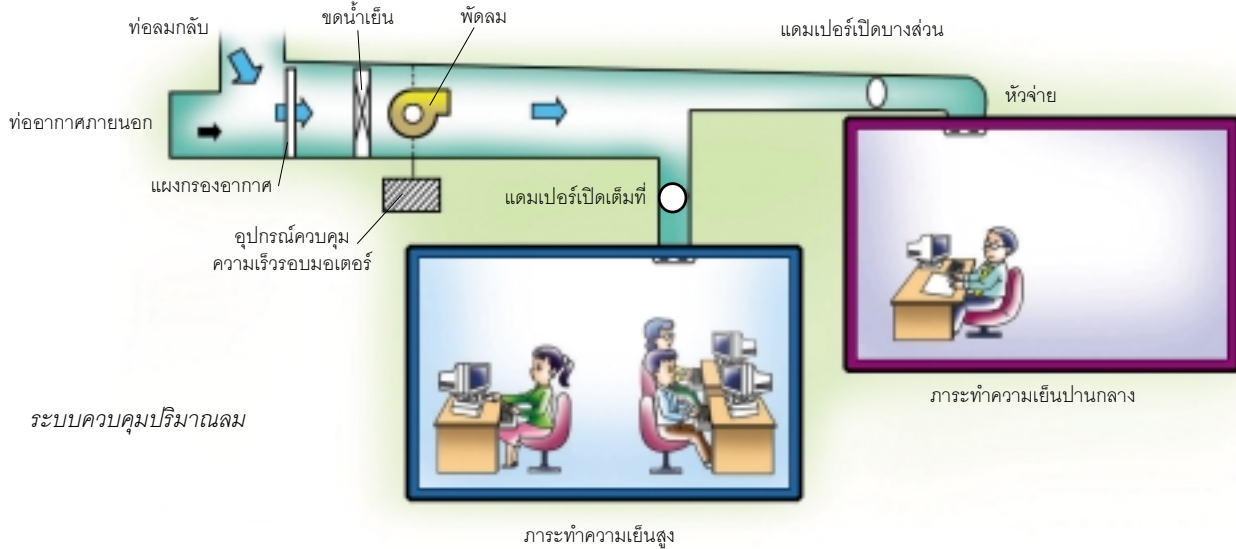 ท่อลมกลับ
ขดน้ำเย็น
พัดลม
แดมเปอร์เปิดบางส่วน
หัวจ่าย
ท่ออากาศภายนอก
แผงกรองอากาศ
แดมเปอร์เปิดเต็มที่
อุปกรณ์ควบคุม
ความเร็วรอบมอเตอร์
ภาระทำความเย็นปานกลาง
ระบบควบคุมปริมาณลม
ภาระทำความเย็นสูง